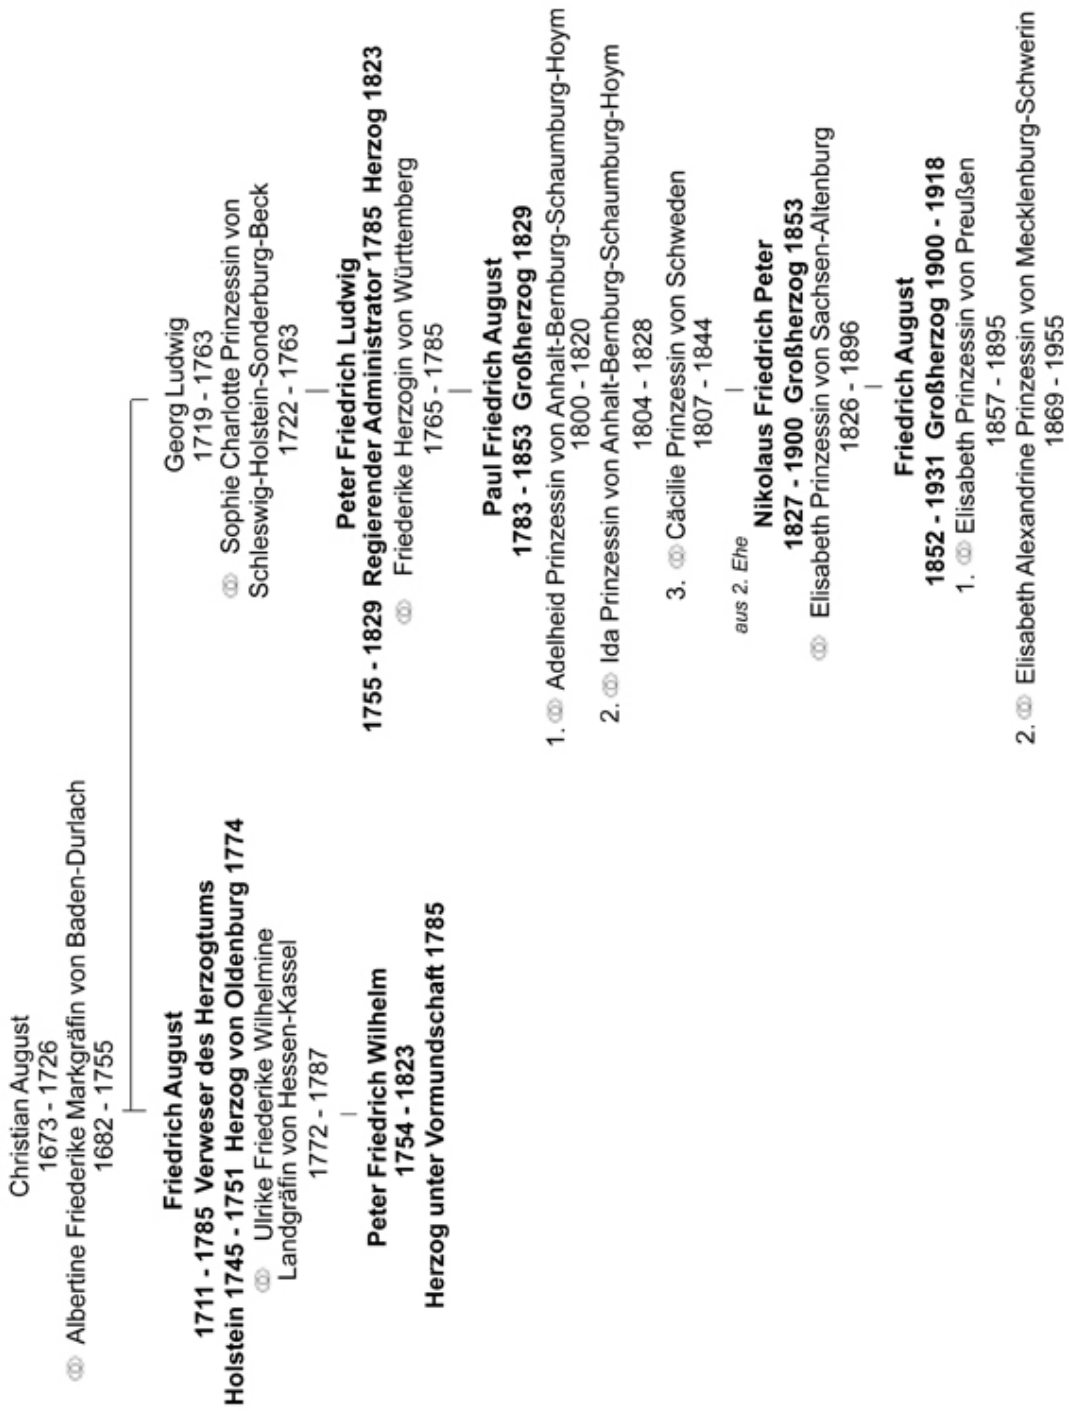 Christian August
1673 - 1726
⚭ Albertine Friederike Markgräfin von Baden-Durlach
1682 - 1755
Friedrich August
1711 - 1785 Verweser des Herzogtums
Holstein 1745 - 1751 Herzog von Oldenburg 1774
⚭ Ulrike Friederike Wilhelmine
Landgräfin von Hessen-Kassel
1772 - 1787
Peter Friedrich Wilhelm
1754 - 1823
Herzog unter Vormundschaft 1785
Georg Ludwig
1719 - 1763
⚭ Sophie Charlotte Prinzessin von
Schleswig-Holstein-Sonderburg-Beck
1722 - 1763
Peter Friedrich Ludwig
1755 - 1829 Regierender Administrator 1785 Herzog 1823
⚭ Friederike Herzogin von Württemberg
1765 - 1785
Paul Friedrich August
1783 - 1853 Großherzog 1829
1. ⚭ Adelheid Prinzessin von Anhalt-Bernburg-Schaumburg-Hoym
1800 - 1820
2. ⚭ Ida Prinzessin von Anhalt-Bernburg-Schaumburg-Hoym
1804 - 1828
3. ⚭ Cäcilie Prinzessin von Schweden
1807 - 1844
aus 2. Ehe
Nikolaus Friedrich Peter
1827 - 1900 Großherzog 1853
⚭ Elisabeth Prinzessin von Sachsen-Altenburg
1826 - 1896
Friedrich August
1852 - 1931 Großherzog 1900 - 1918
1. ⚭ Elisabeth Prinzessin von Preußen
1857 - 1895
2. ⚭ Elisabeth Alexandrine Prinzessin von Mecklenburg-Schwerin
1869 - 1955